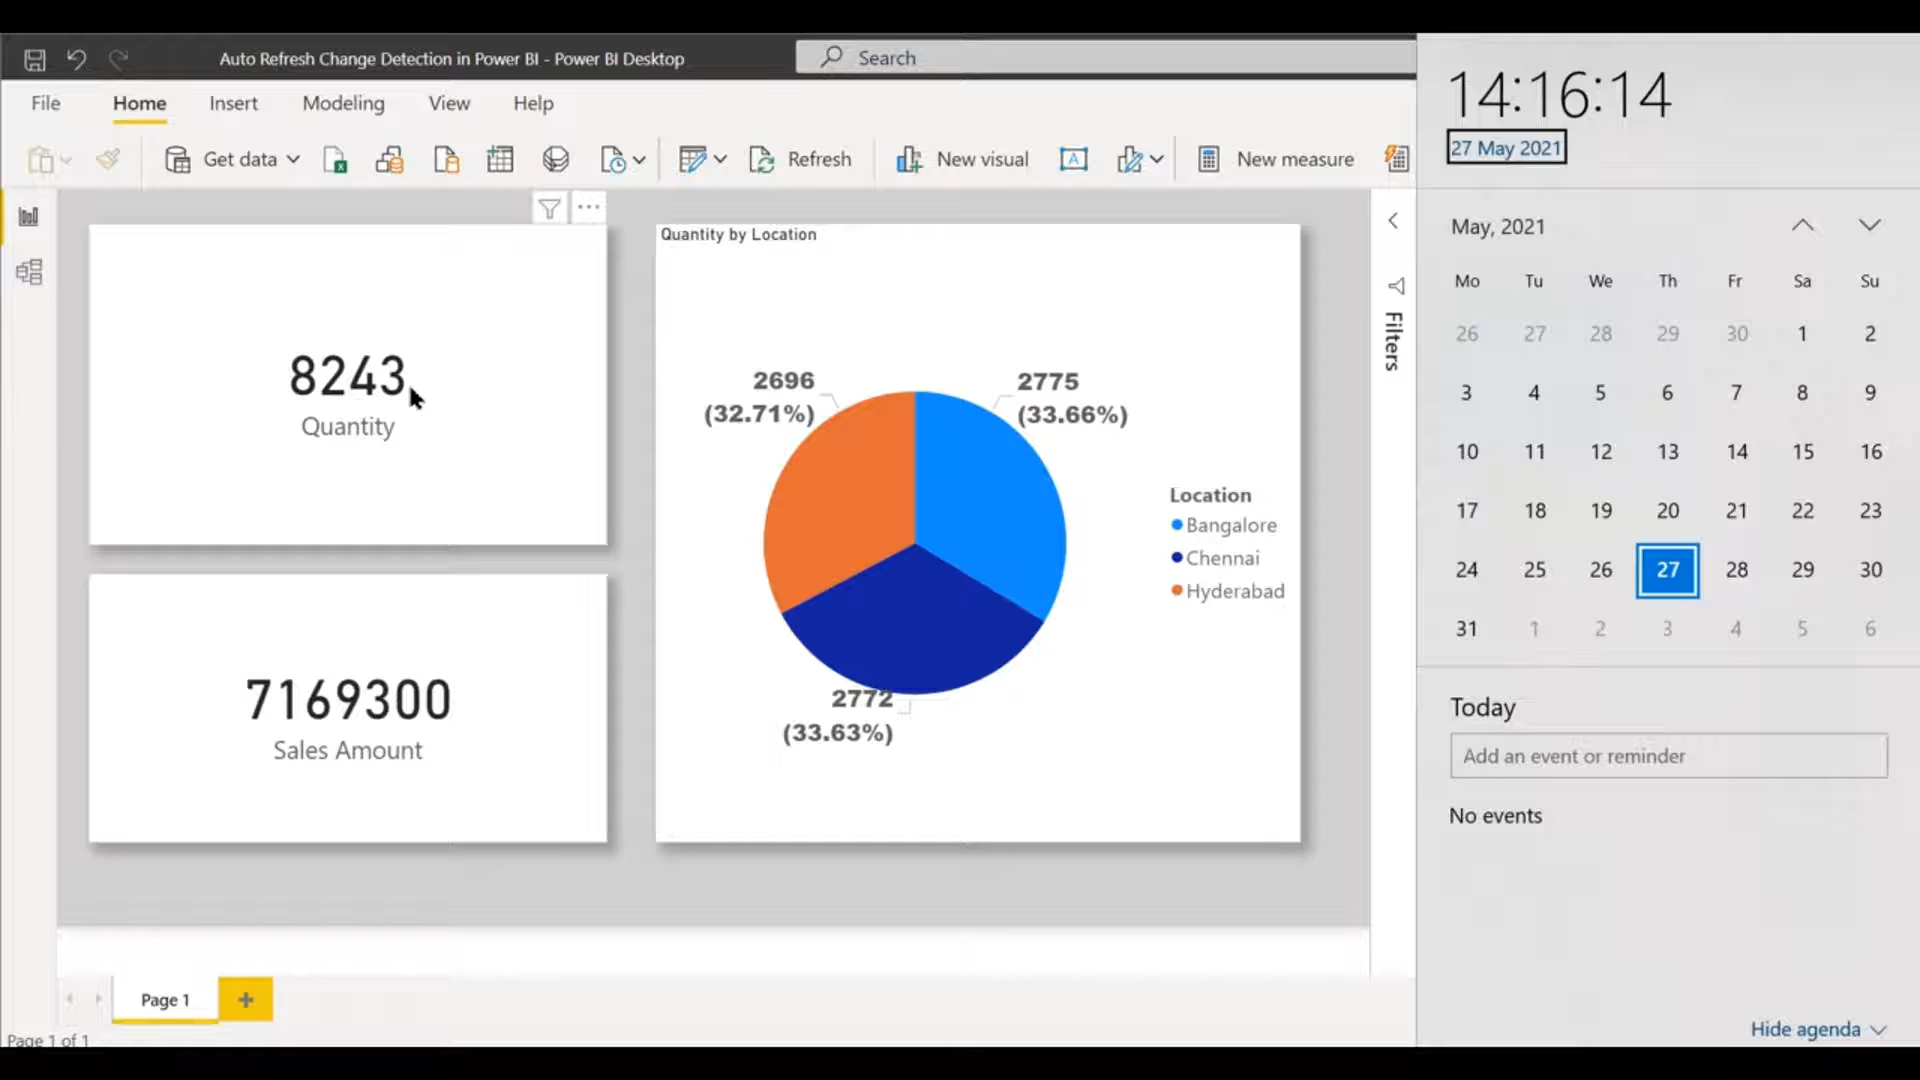 Auto Refresh Change Detection in Power BI - Power BI Desktop
Search
File Home Insert Modeling View Help
Get data
Refresh
New visual
A
New measure
8243
Quantity
7169300
Sales Amount
Quantity by Location
2696
(32.71%)
2775
(33.66%)
2772
(33.63%)
Location
Bangalore
Chennai
Hyderabad
Filters
Page 1
Page 1 of 1
14:16:14
27 May 2021
May, 2021
Mo Tu We Th Fr Sa Su
26 27 28 29 30 1 2
3 4 5 6 7 8 9
10 11 12 13 14 15 16
17 18 19 20 21 22 23
24 25 26 27 28 29 30
31 1 2 3 4 5 6
Today
Add an event or reminder
No events
Hide agenda